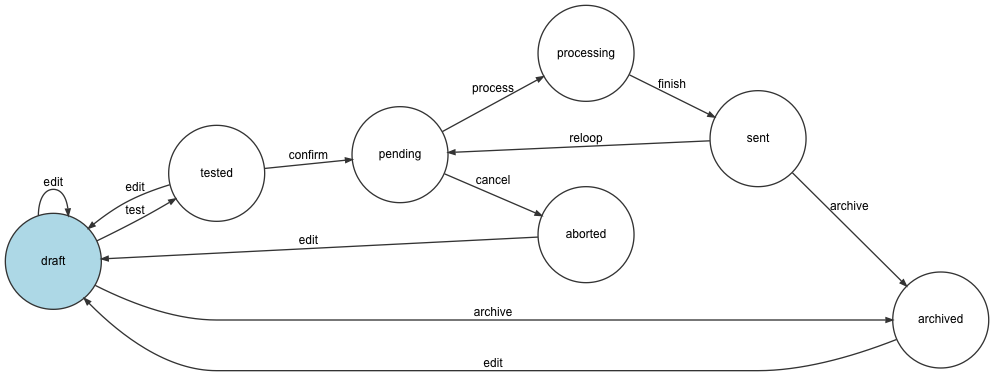 processing
process
finish
sent
reloop
pending
confirm
tested
cancel
edit
edit
test
archive
aborted
edit
draft
archive
archived
edit